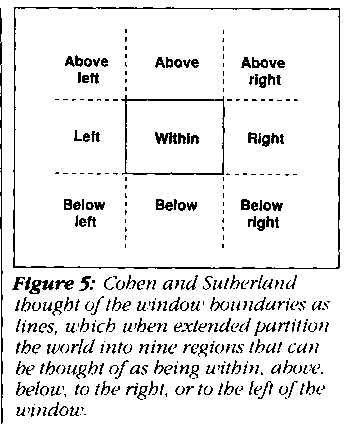 Above Above Above
left right
Left Within Right
Below Below Below
left right
Figure 5: Cohen and Sutherland
thought of the window boundaries as
lines, which when extended partition
the world into nine regions that can
be thought of as being within, above,
below, to the right, or to the left of the
window.